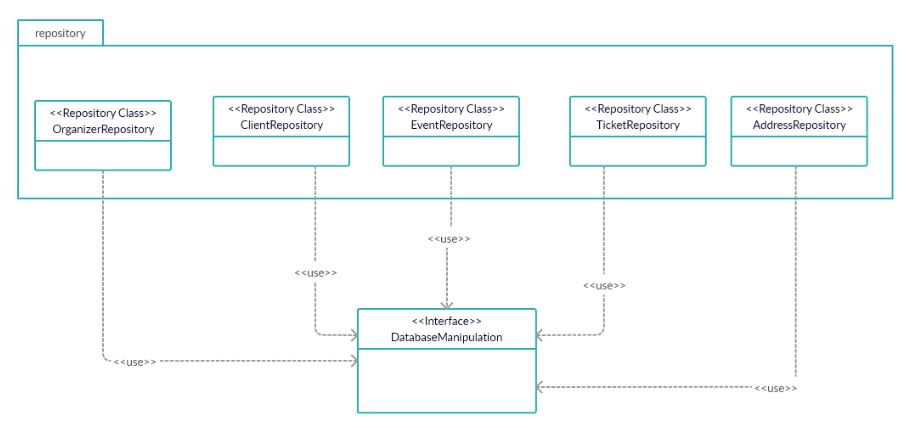 repository
<<Repository Class>>
OrganizerRepository
<<Repository Class>>
ClientRepository
<<Repository Class>>
EventRepository
<<Repository Class>>
TicketRepository
<<Repository Class>>
AddressRepository
<<use>>
<<use>>
<<use>>
<<Interface>>
DatabaseManipulation
<<use>>
<<use>>